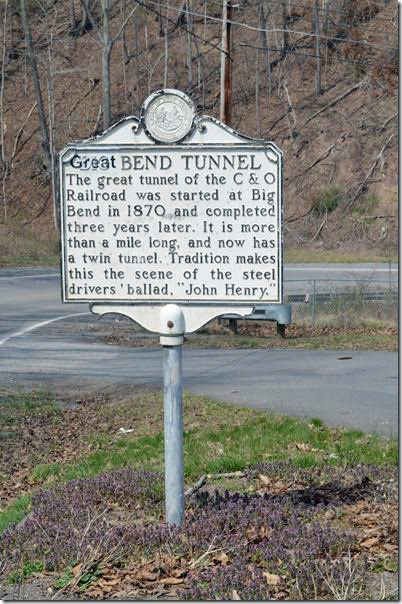 Great BEND TUNNEL
The great tunnel of the C & O
Railroad was started at Big
Bend in 1870 and completed
three years later. It is more
than a mile long, and now has
a twin tunnel. Tradition makes
this the scene of the steel
drivers' ballad, "John Henry."